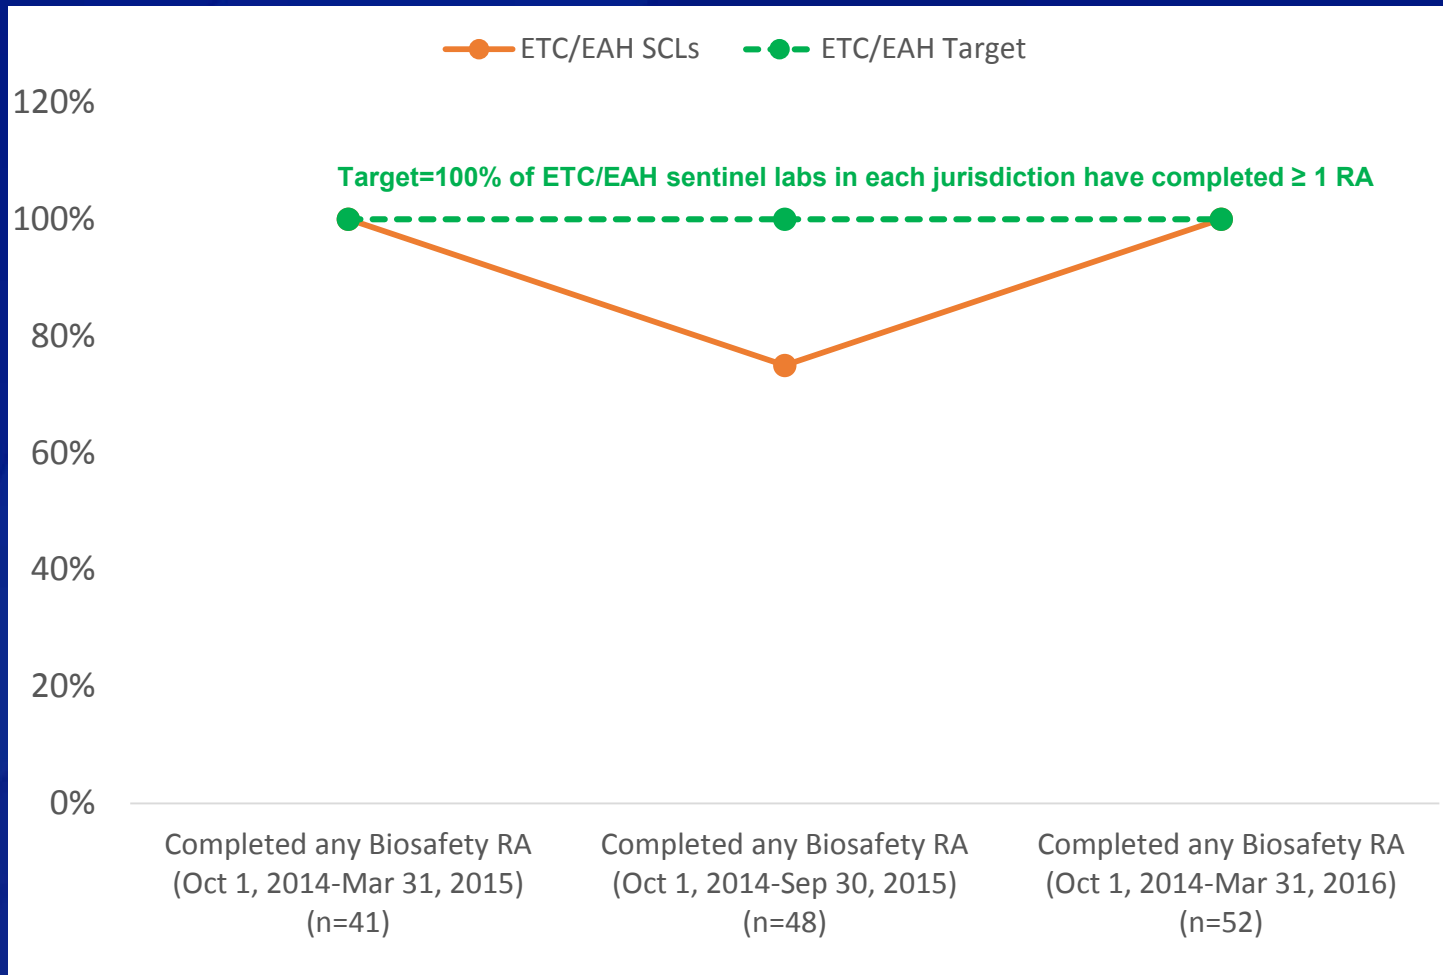 ETC/EAH SCLs
ETC/EAH Target
120%
Target=100% of ETC/EAH sentinel labs in each jurisdiction have completed ≥ 1 RA
100%
80%
60%
40%
20%
0%
Completed any Biosafety RA
(Oct 1, 2014-Mar 31, 2015)
(n=41)
Completed any Biosafety RA
(Oct 1, 2014-Sep 30, 2015)
(n=48)
Completed any Biosafety RA
(Oct 1, 2014-Mar 31, 2016)
(n=52)